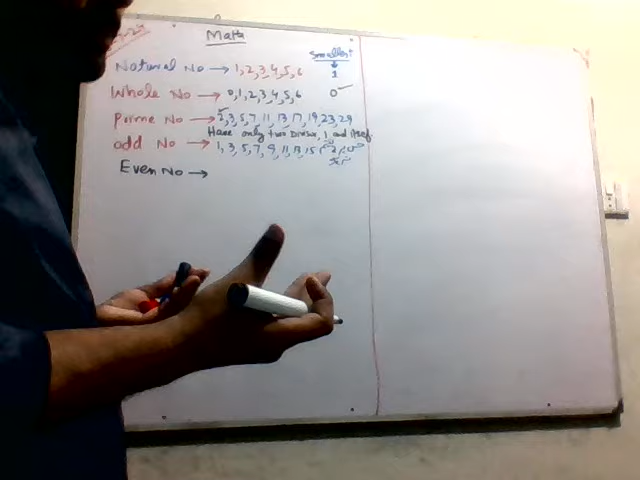 Math
Smallest
Natural No → 1, 2, 3, 4, 5, 6
1
Whole No → 0, 1, 2, 3, 4, 5, 6
0
Prime No → 2, 3, 5, 7, 11, 13, 17, 19, 23, 29
Have only two Divisor, 1 and itself
odd No → 1, 3, 5, 7, 9, 11, 13, 15
Even No →